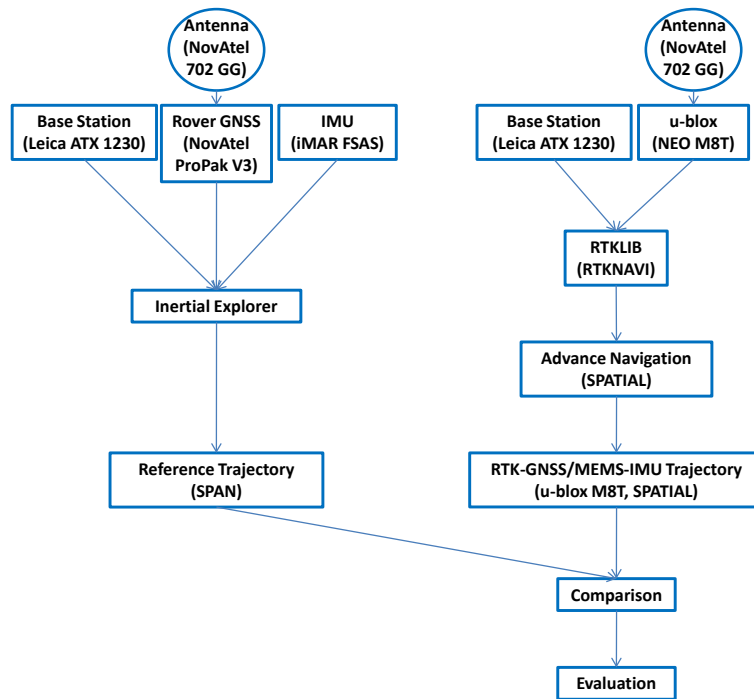 Antenna
(NovAtel
702 GG)
Antenna
(NovAtel
702 GG)
Base Station
(Leica ATX 1230)
Rover GNSS
(NovAtel
ProPak V3)
IMU
(iMAR FSAS)
Base Station
(Leica ATX 1230)
u-blox
(NEO M8T)
RTKLIB
(RTKNAVI)
Inertial Explorer
Advance Navigation
(SPATIAL)
Reference Trajectory
(SPAN)
RTK-GNSS/MEMS-IMU Trajectory
(u-blox M8T, SPATIAL)
Comparison
Evaluation